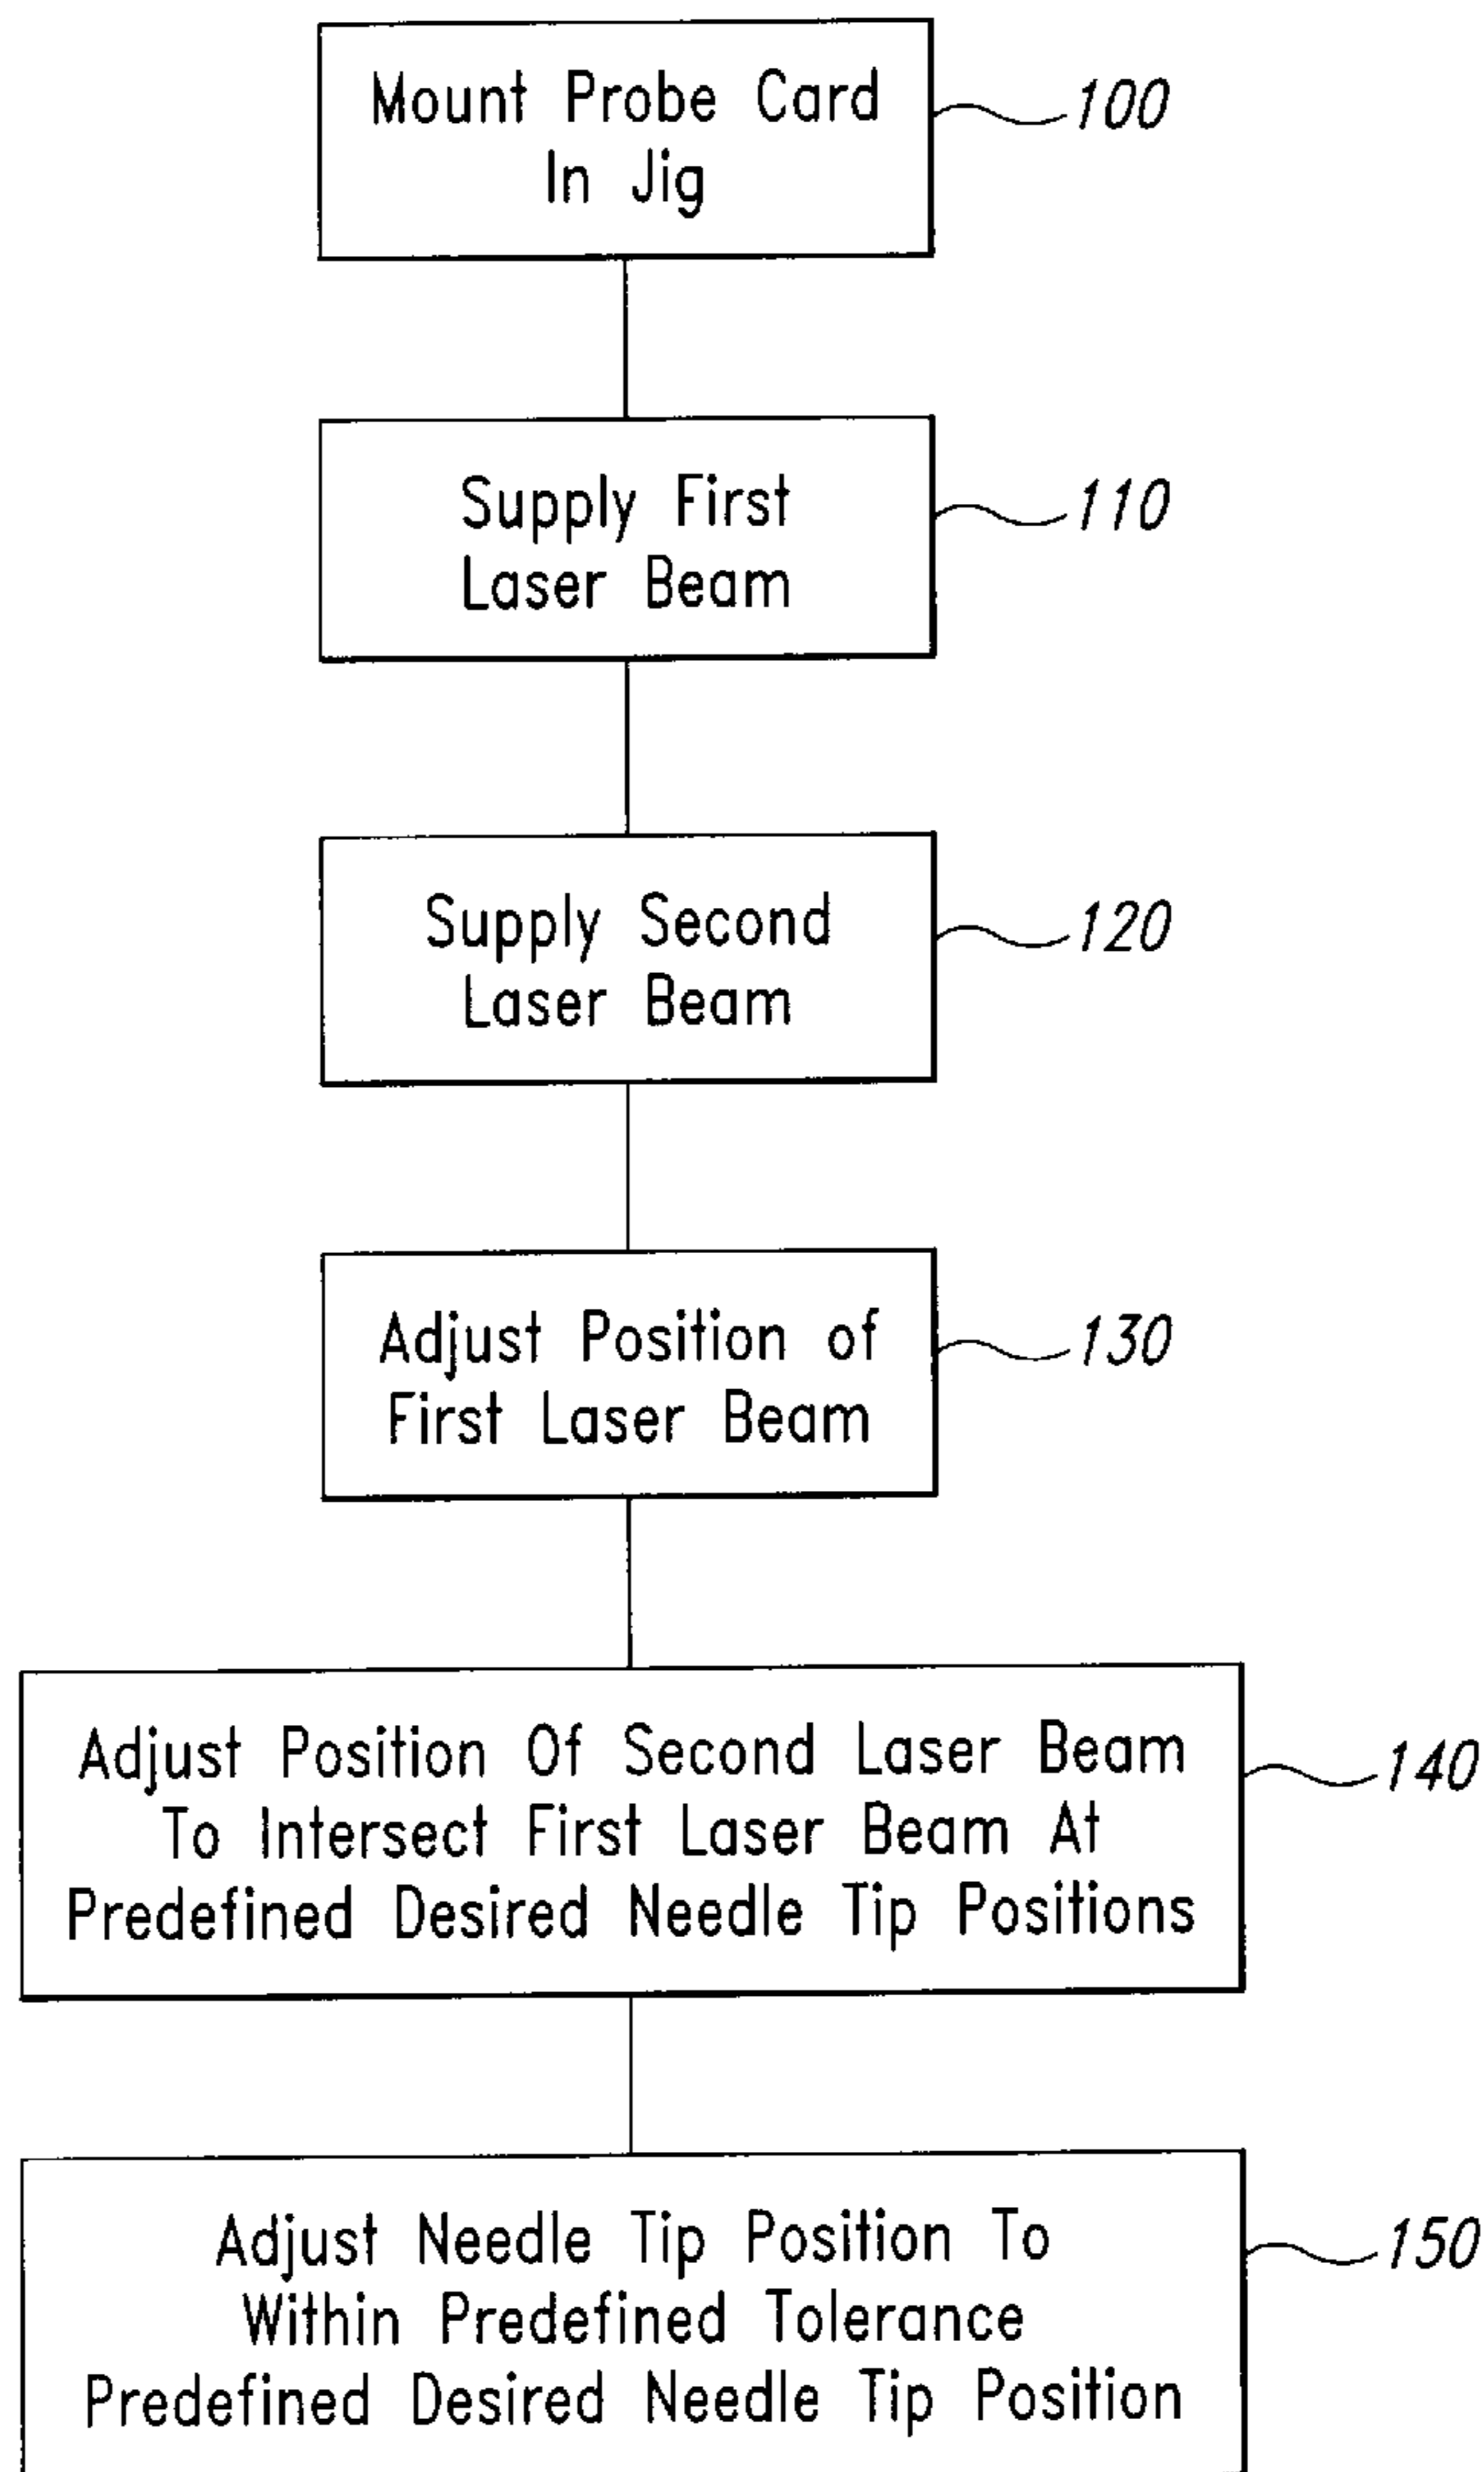 Mount Probe Card
In Jig
100
Supply First
Laser Beam
110
Supply Second
Laser Beam
120
Adjust Position of
First Laser Beam
130
Adjust Position Of Second Laser Beam
To Intersect First Laser Beam At
Predefined Desired Needle Tip Positions
140
Adjust Needle Tip Position To
Within Predefined Tolerance
Predefined Desired Needle Tip Position
150